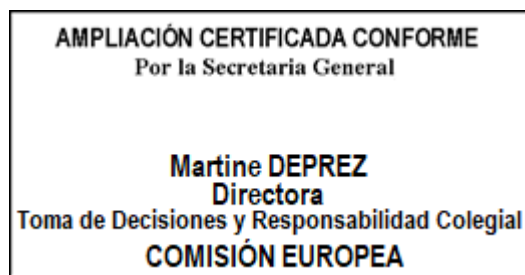 AMPLIACIÓN CERTIFICADA CONFORME
Por la Secretaria General
Martine DEPREZ
Directora
Toma de Decisiones y Responsabilidad Colegial
COMISIÓN EUROPEA